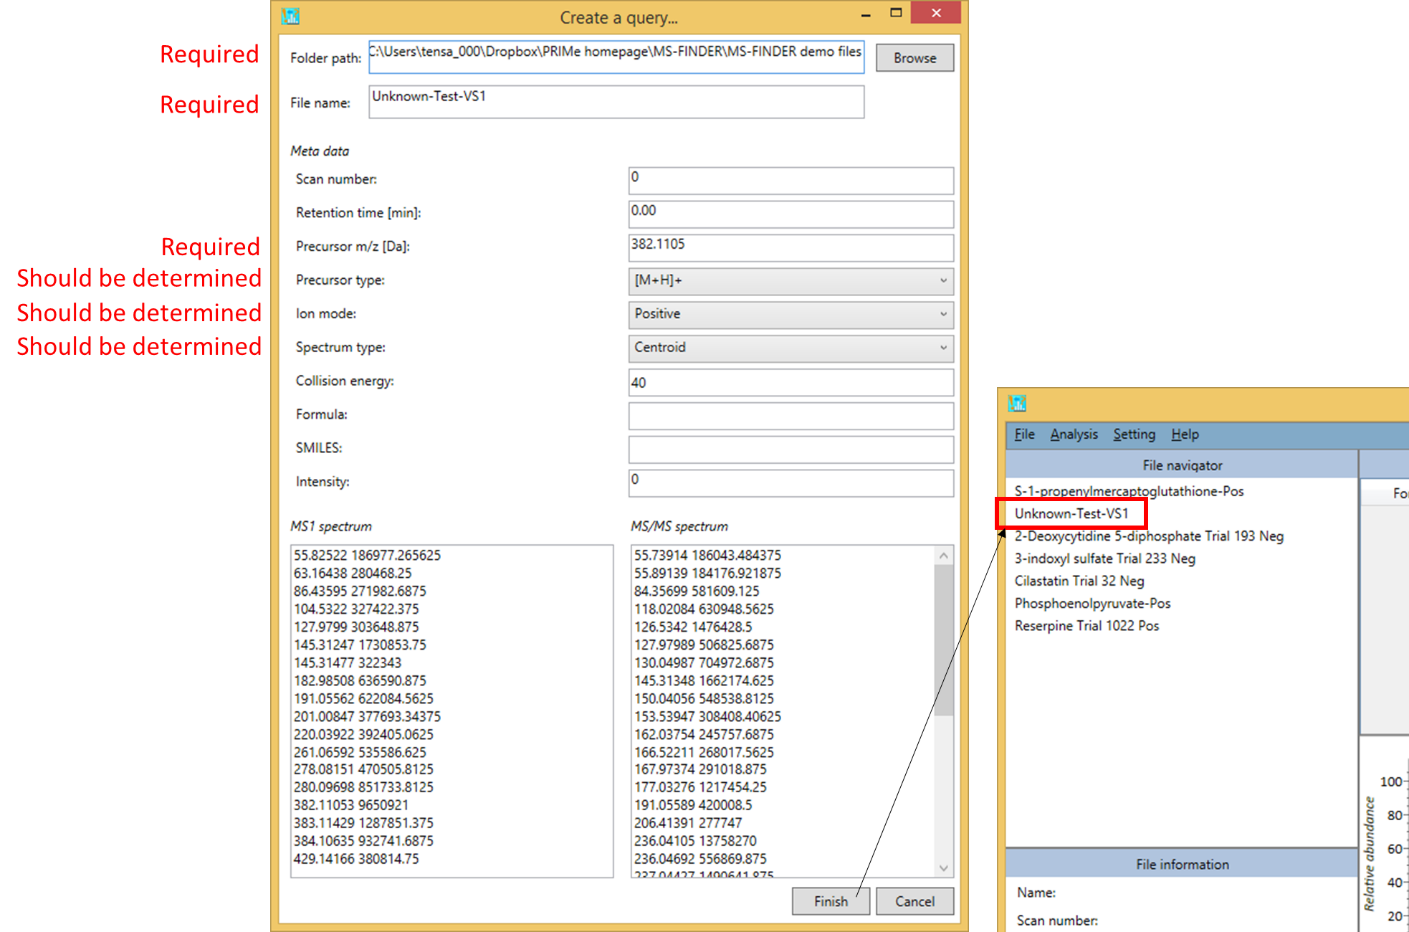 Create a query...
Required
Folder path:
C:\Users\tensa_000\Dropbox\PRIMe homepage\MS-FINDER\MS-FINDER demo files
Browse
Required
File name:
Unknown-Test-VS1
Meta data
Scan number:
0
Retention time [min]:
0.00
Required
Precursor m/z [Da]:
382.1105
Should be determined
Precursor type:
[M+H]+
Should be determined
Ion mode:
Positive
Should be determined
Spectrum type:
Centroid
Collision energy:
40
Formula:
SMILES:
Intensity:
0
MS1 spectrum
55.82522 186977.265625
63.16438 280468.25
86.43595 271982.6875
104.5322 327422.375
127.9799 303648.875
145.31247 1730853.75
145.31477 322343
182.98508 636590.875
191.05562 622084.5625
201.00847 377693.34375
220.03922 392405.0625
261.06592 535586.625
278.08151 470505.8125
280.09698 851733.8125
382.11053 9650921
383.11429 1287851.375
384.10635 932741.6875
429.14166 380814.75
MS/MS spectrum
55.73914 186043.484375
55.89139 184176.921875
84.35699 581609.125
118.02084 630948.5625
126.5342 1476428.5
127.97989 506825.6875
130.04987 704972.6875
145.31348 1662174.625
150.04056 548538.8125
153.53947 308408.40625
162.03754 245757.6875
166.52211 268017.5625
167.97374 291018.875
177.03276 1217454.25
191.05589 420008.5
206.41391 277747
236.04105 13758270
236.04692 556869.875
237.04427 1490641.875
Finish
Cancel
File Analysis Setting Help
File navigator
S-1-propenylmercaptoglutathione-Pos
Unknown-Test-VS1
2-Deoxycytidine 5-diphosphate Trial 193 Neg
3-indoxyl sulfate Trial 233 Neg
Cilastatin Trial 32 Neg
Phosphoenolpyruvate-Pos
Reserpine Trial 1022 Pos
File information
Name:
Scan number:
For
Relative abundance
100
80
60
40
20